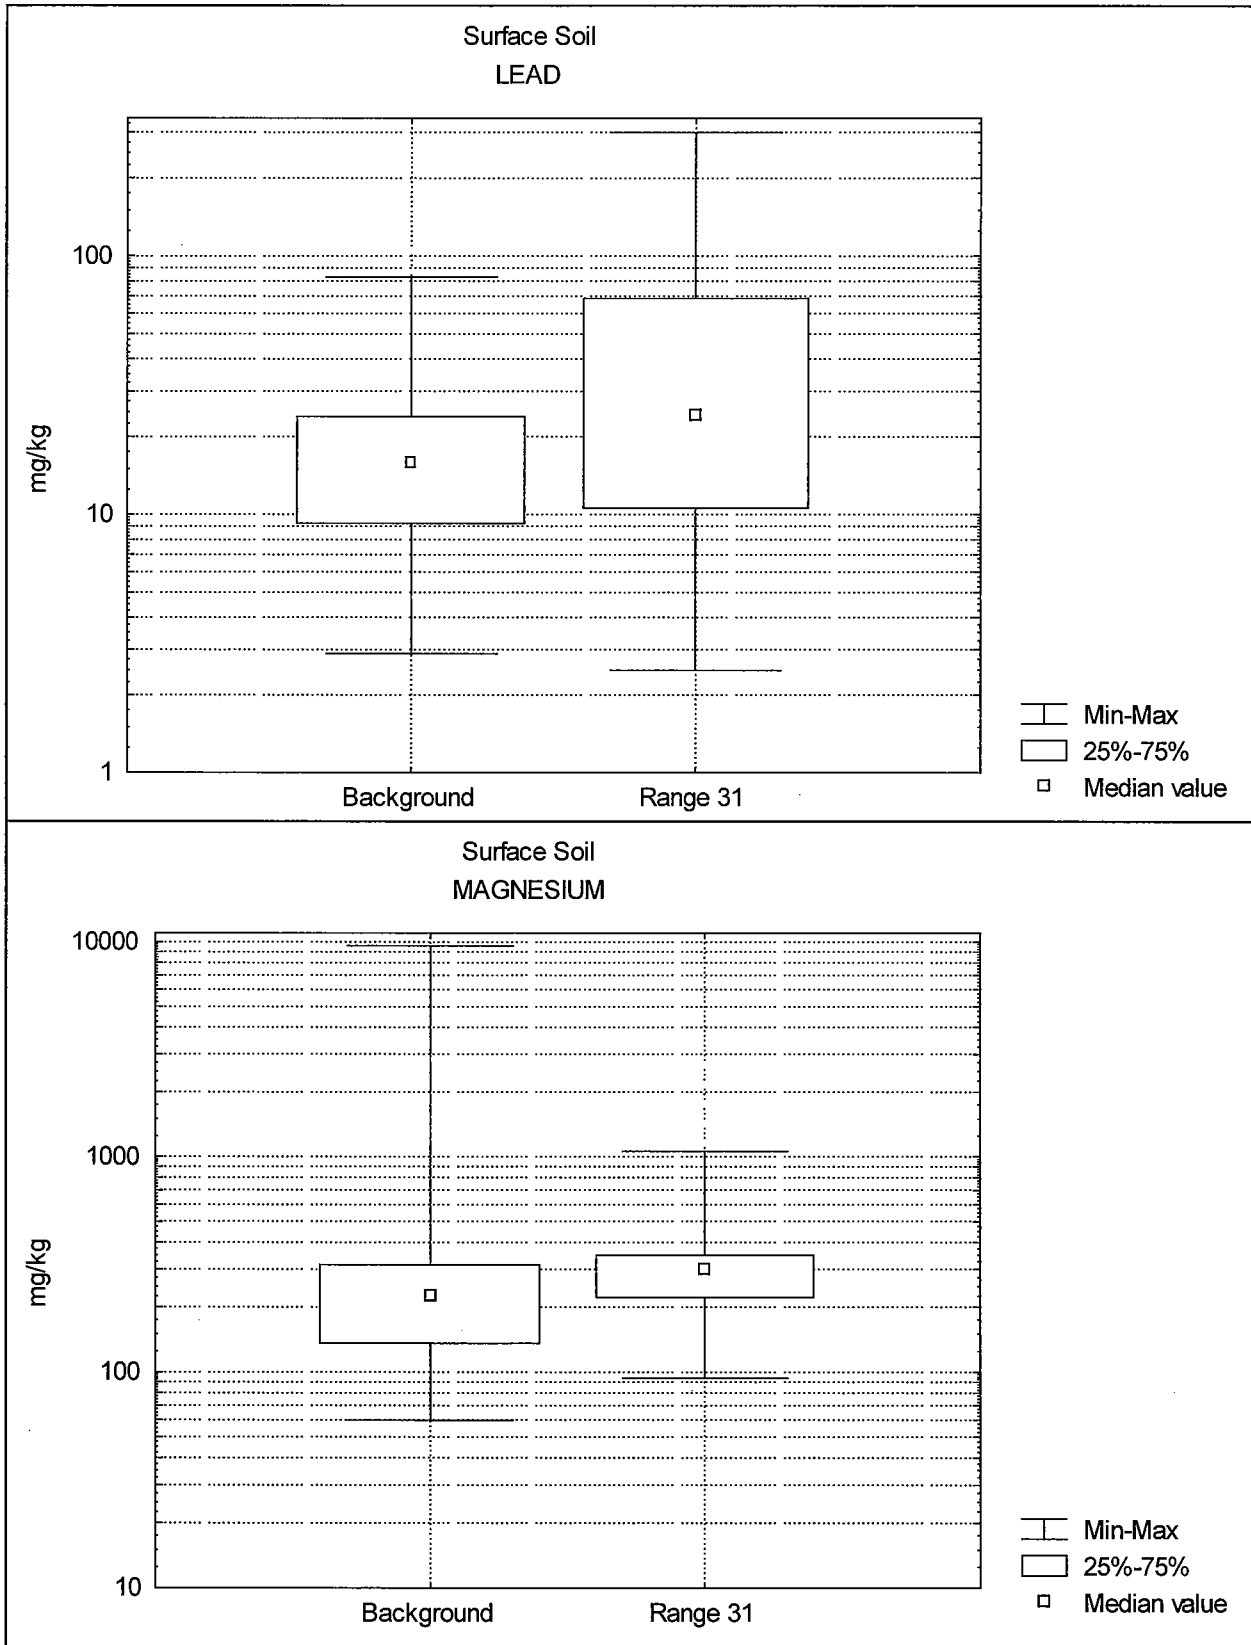 Surface Soil
LEAD
100
10
1
mg/kg
Background
Range 31
Min-Max
25%-75%
Median value
Surface Soil
MAGNESIUM
10000
1000
100
10
mg/kg
Background
Range 31
Min-Max
25%-75%
Median value